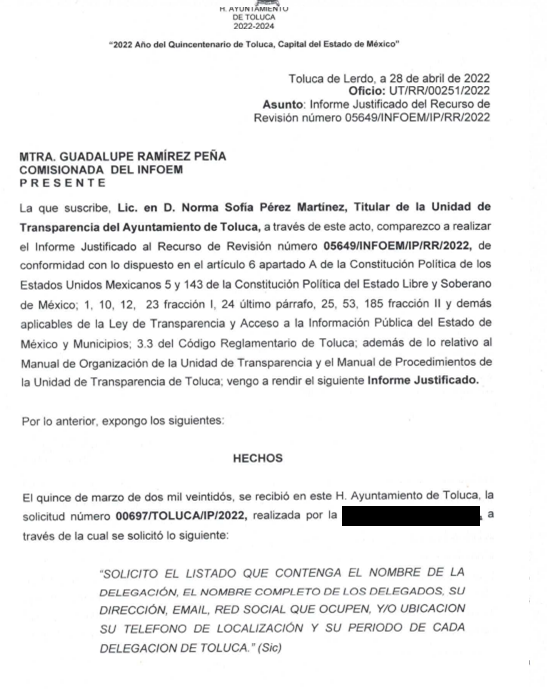 H. AYUNTAMIENTO
DE TOLUCA
2022-2024
"2022 Año del Quincentenario de Toluca, Capital del Estado de México"
Toluca de Lerdo, a 28 de abril de 2022
Oficio: UT/RR/00251/2022
Asunto: Informe Justificado del Recurso de
Revisión número 05649/INFOEM/IP/RR/2022
MTRA. GUADALUPE RAMÍREZ PEÑA
COMISIONADA DEL INFOEM
P R E S E N T E
La que suscribe, Lic. en D. Norma Sofía Pérez Martínez, Titular de la Unidad de
Transparencia del Ayuntamiento de Toluca, a través de este acto, comparezco a realizar
el Informe Justificado al Recurso de Revisión número 05649/INFOEM/IP/RR/2022, de
conformidad con lo dispuesto en el artículo 6 apartado A de la Constitución Política de los
Estados Unidos Mexicanos 5 y 143 de la Constitución Política del Estado Libre y Soberano
de México; 1, 10, 12, 23 fracción I, 24 último párrafo, 25, 53, 185 fracción II y demás
aplicables de la Ley de Transparencia y Acceso a la Información Pública del Estado de
México y Municipios; 3.3 del Código Reglamentario de Toluca; además de lo relativo al
Manual de Organización de la Unidad de Transparencia y el Manual de Procedimientos de
la Unidad de Transparencia de Toluca; vengo a rendir el siguiente Informe Justificado.
Por lo anterior, expongo los siguientes:
HECHOS
El quince de marzo de dos mil veintidós, se recibió en este H. Ayuntamiento de Toluca, la
solicitud número 00697/TOLUCA/IP/2022, realizada por la , a
través de la cual se solicitó lo siguiente:
"SOLICITO EL LISTADO QUE CONTENGA EL NOMBRE DE LA
DELEGACIÓN, EL NOMBRE COMPLETO DE LOS DELEGADOS, SU
DIRECCIÓN, EMAIL, RED SOCIAL QUE OCUPEN, Y/O UBICACION
SU TELEFONO DE LOCALIZACIÓN Y SU PERIODO DE CADA
DELEGACION DE TOLUCA." (Sic)